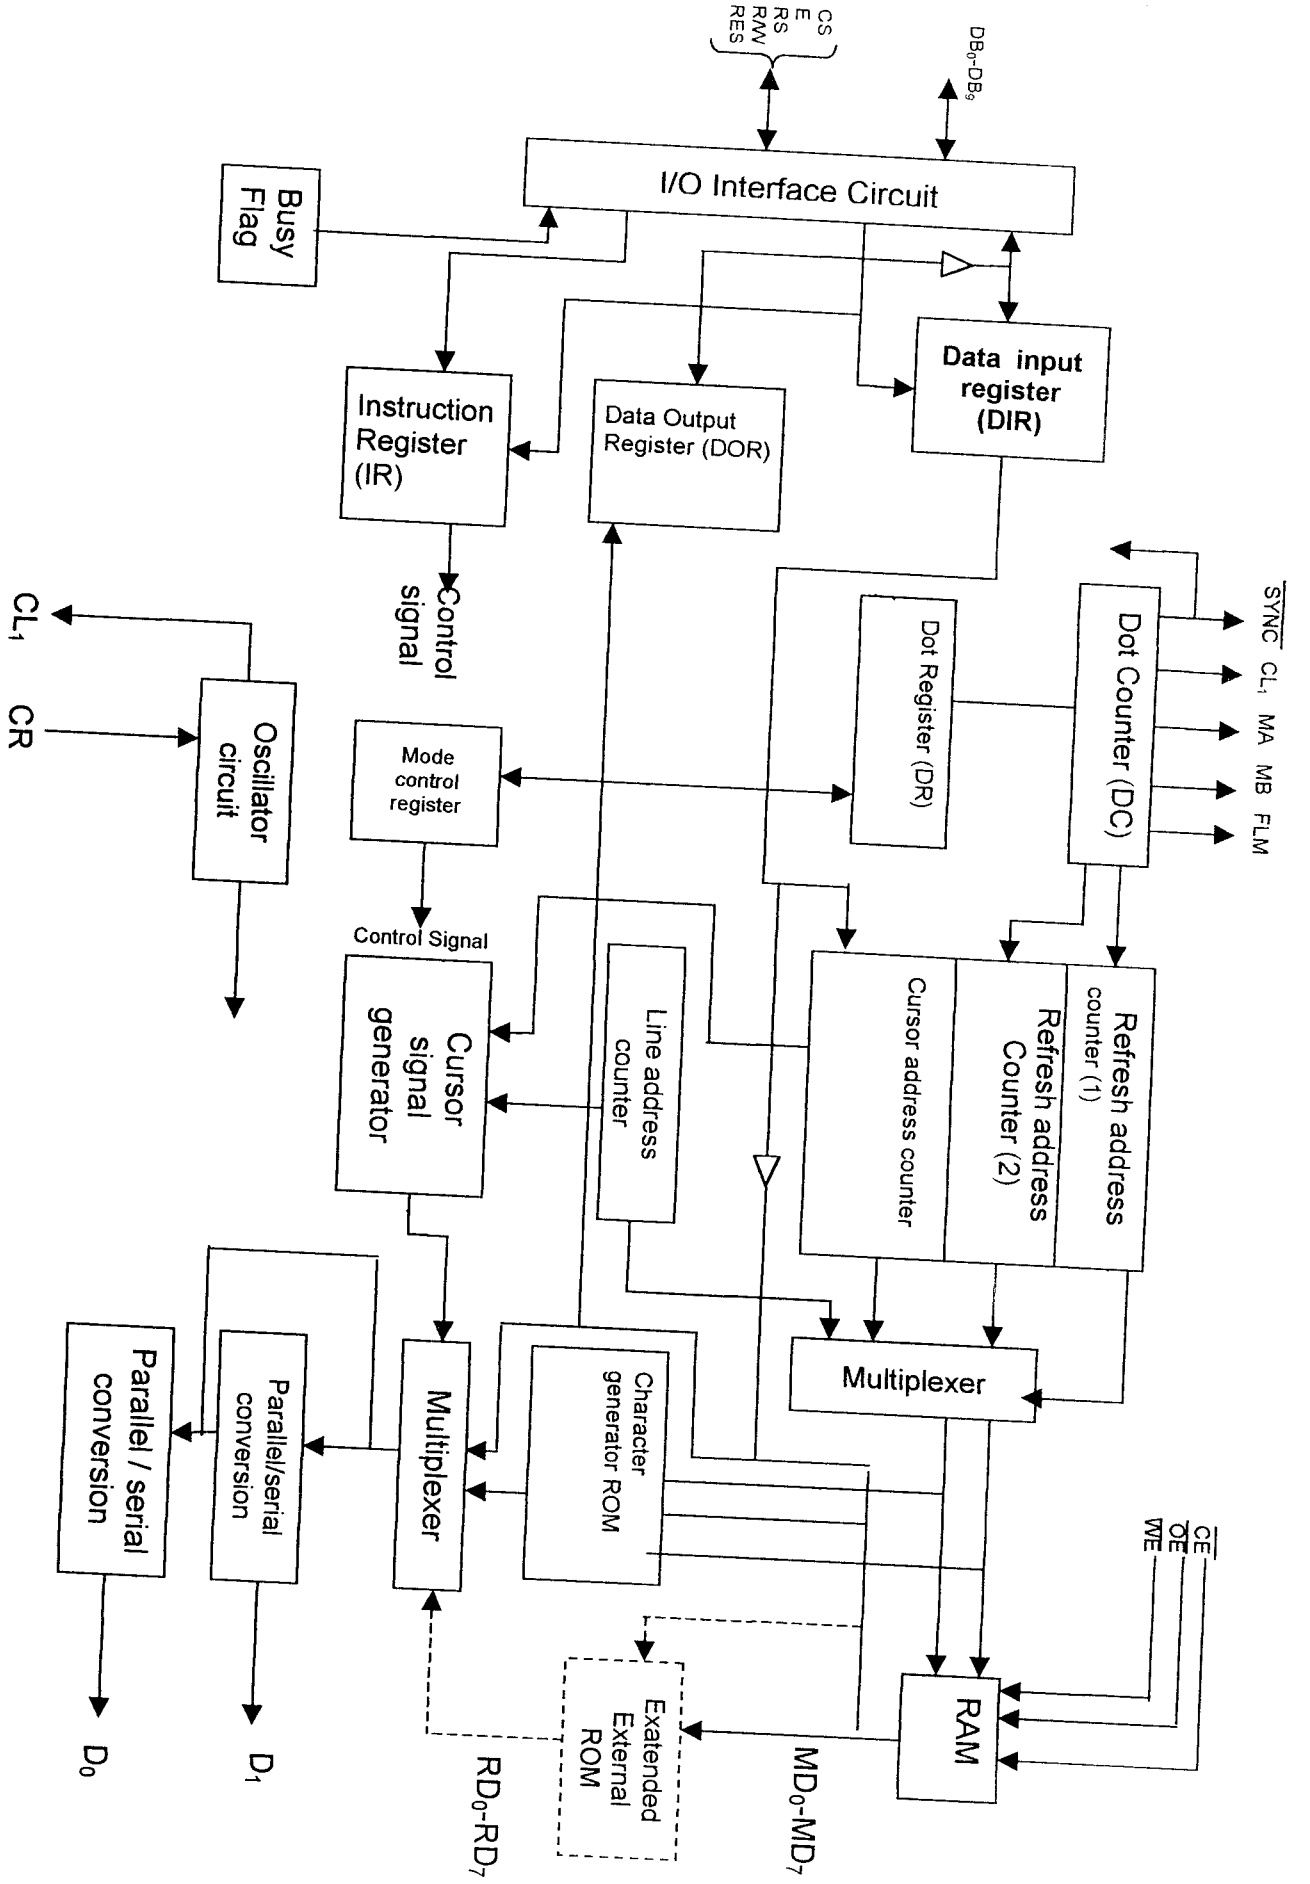 CS
E
RS
R/W
RES
DB₀-DB₉
I/O Interface Circuit
Busy
Flag
Data input
register
(DIR)
Instruction
Register
(IR)
Data Output
Register (DOR)
Control
signal
SYNC
CL₁
MA
MB
FLM
Dot Counter (DC)
Dot Register (DR)
CL₁
CR
Oscillator
circuit
Mode
control
register
Control Signal
Cursor
signal
generator
Line address
counter
Cursor address counter
Refresh address
Counter (2)
Refresh address
counter (1)
Multiplexer
Character
generator ROM
Multiplexer
Parallel/serial
conversion
Parallel / serial
conversion
CE
OE
WE
RAM
Exatended
External
ROM
MD₀-MD₇
RD₀-RD₇
D₁
D₀